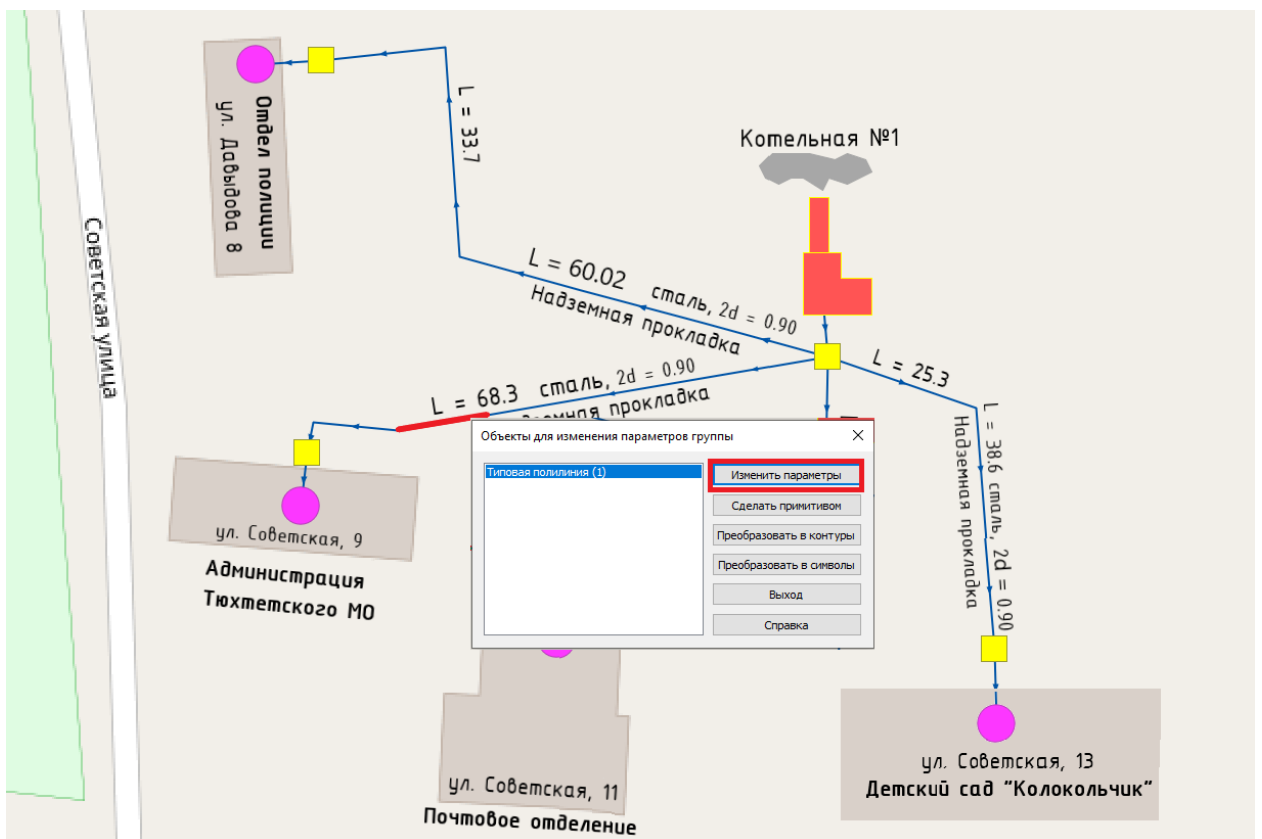 Котельная №1
Отдел полиции
ул. Давыдова 8
L = 33.7
Советская улица
L = 60.02 сталь, 2d = 0.90
Надземная прокладка
L = 25.3
L = 68.3 сталь, 2d = 0.90
прокладка
L = 38.6 сталь, 2d = 0.90
Надземная прокладка
Объекты для изменения параметров группы
Типовая полилиния (1)
Изменить параметры
Сделать примитивом
Преобразовать в контуры
Преобразовать в символы
Выход
Справка
ул. Советская, 9
Администрация
Тюхтетского МО
ул. Советская, 11
Почтовое отделение
ул. Советская, 13
Детский сад "Колокольчик"